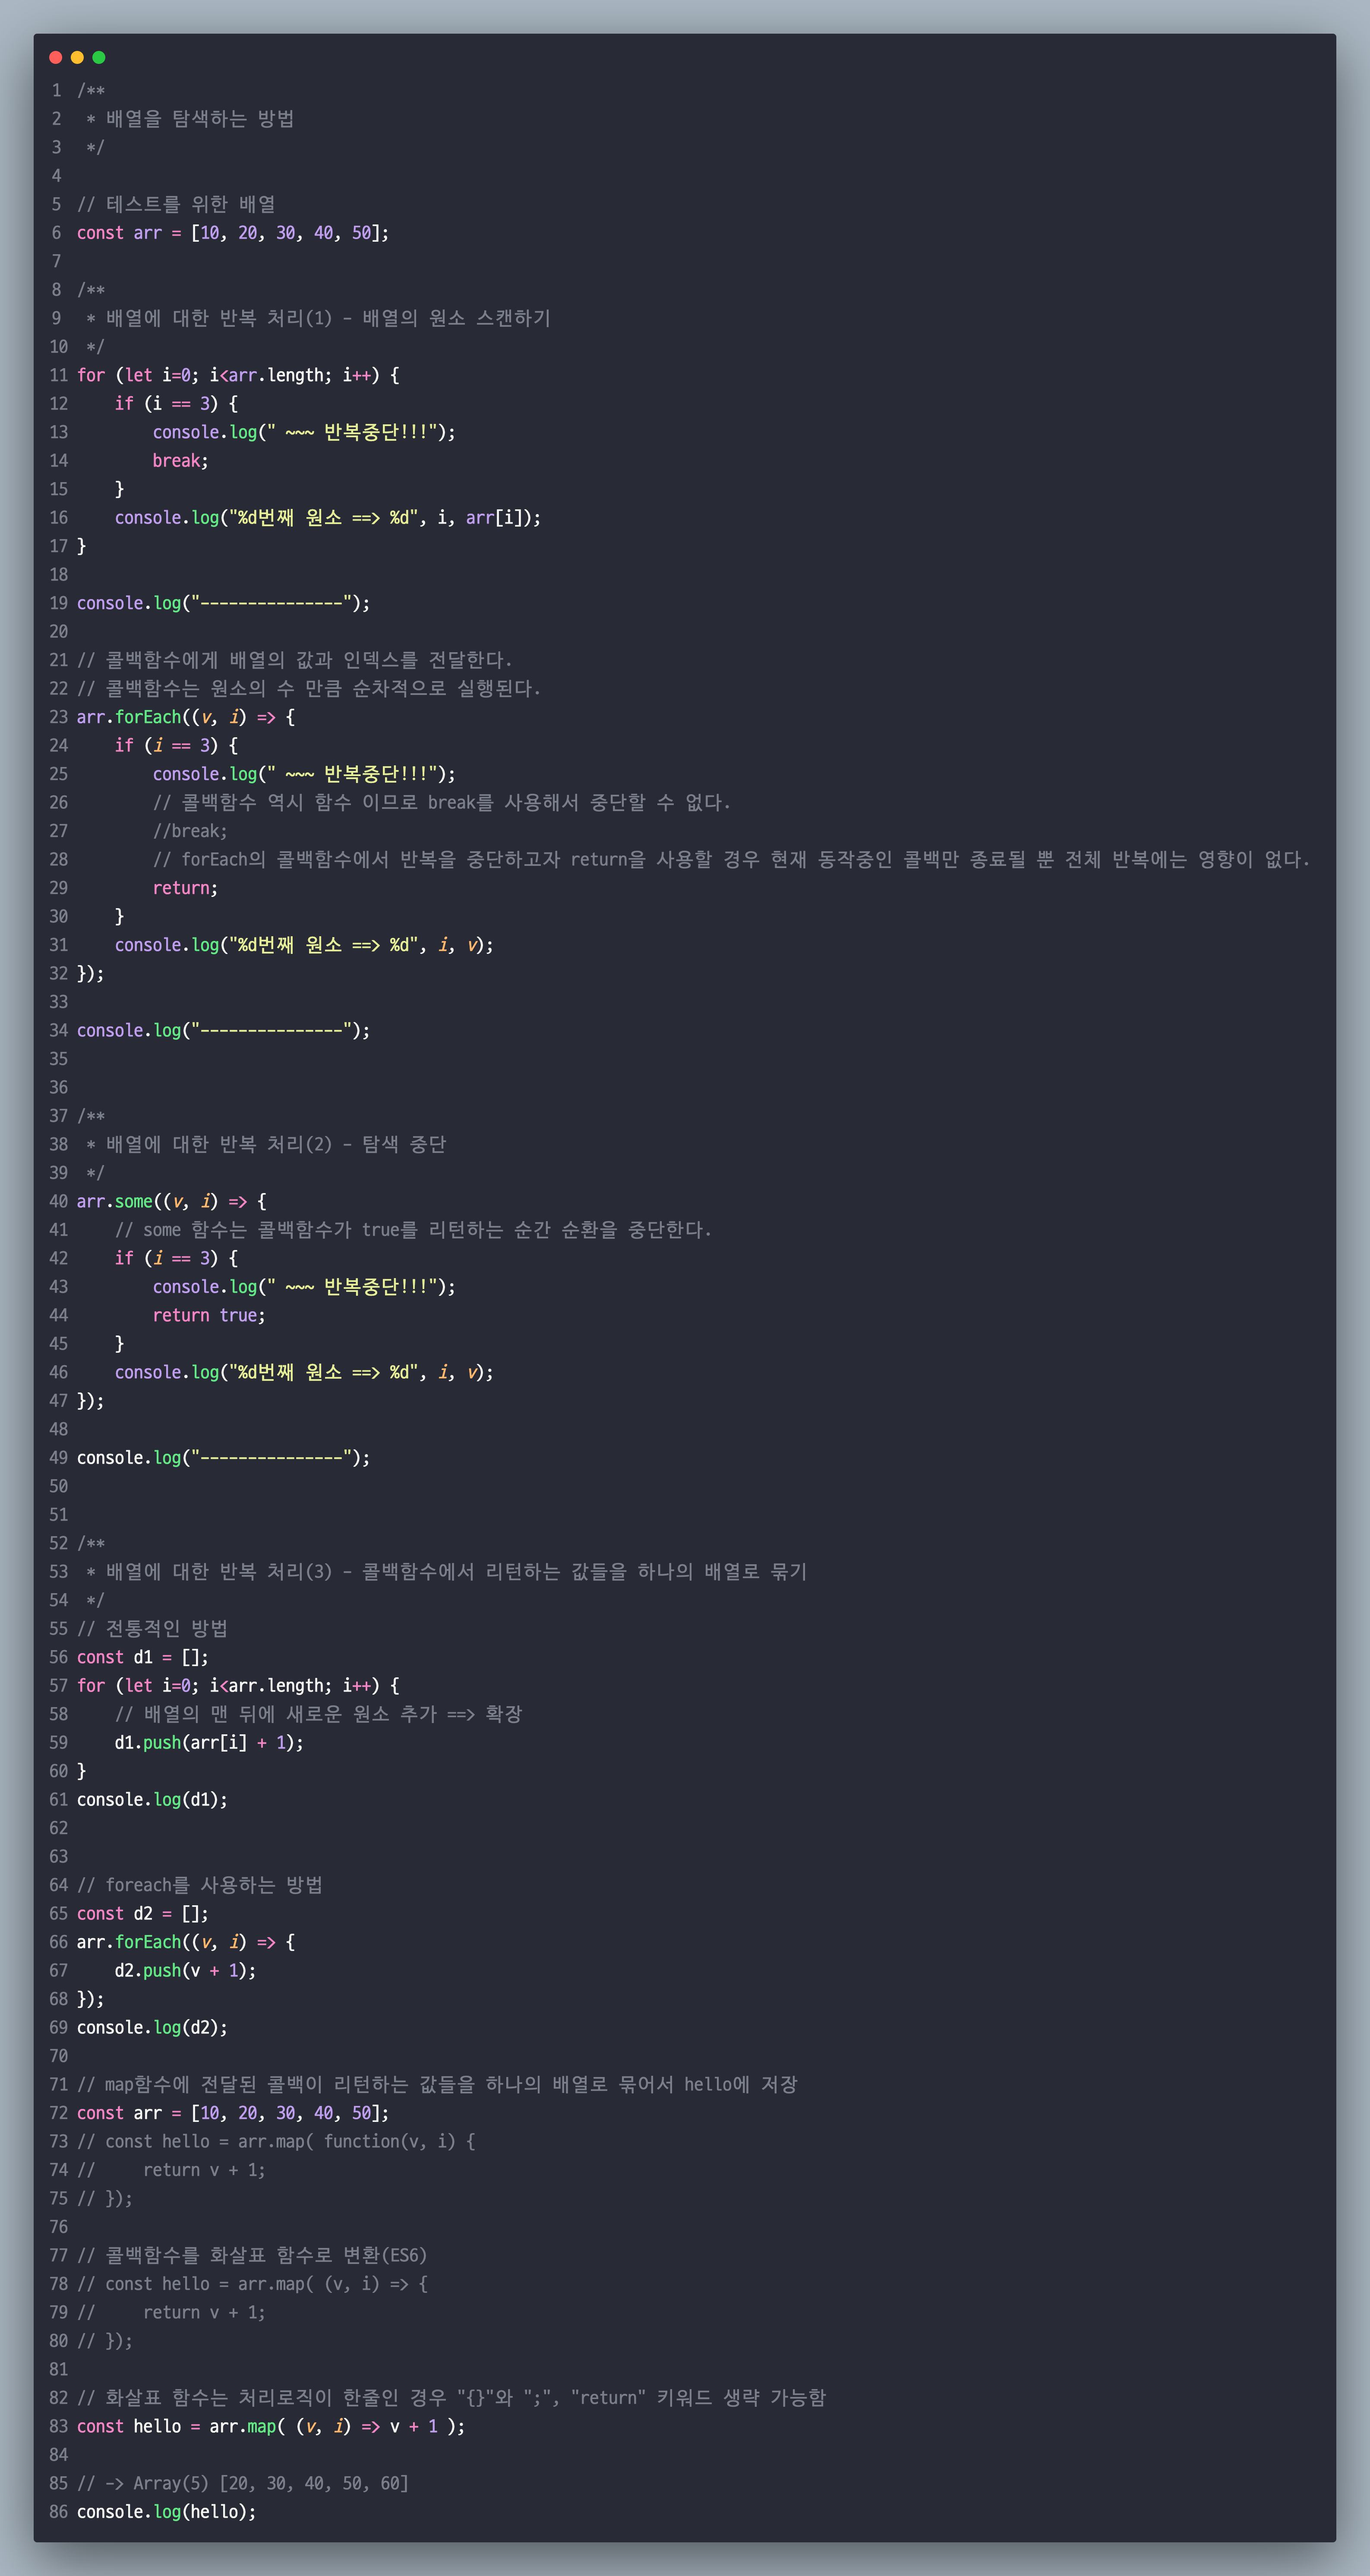 1 /**
2  * 배열을 탐색하는 방법
3  */
4
5 // 테스트를 위한 배열
6 const arr = [10, 20, 30, 40, 50];
7
8 /**
9  * 배열에 대한 반복 처리(1) - 배열의 원소 스캔하기
10  */
11 for (let i=0; i<arr.length; i++) {
12     if (i == 3) {
13         console.log(" ~~~ 반복중단!!!");
14         break;
15     }
16     console.log("%d번째 원소 ==> %d", i, arr[i]);
17 }
18
19 console.log("---------------");
20
21 // 콜백함수에게 배열의 값과 인덱스를 전달한다.
22 // 콜백함수는 원소의 수 만큼 순차적으로 실행된다.
23 arr.forEach((v, i) => {
24     if (i == 3) {
25         console.log(" ~~~ 반복중단!!!");
26         // 콜백함수 역시 함수 이므로 break를 사용해서 중단할 수 없다.
27         //break;
28         // forEach의 콜백함수에서 반복을 중단하고자 return을 사용할 경우 현재 동작중인 콜백만 종료될 뿐 전체 반복에는 영향이 없다.
29         return;
30     }
31     console.log("%d번째 원소 ==> %d", i, v);
32 });
33
34 console.log("---------------");
35
36
37 /**
38  * 배열에 대한 반복 처리(2) - 탐색 중단
39  */
40 arr.some((v, i) => {
41     // some 함수는 콜백함수가 true를 리턴하는 순간 순환을 중단한다.
42     if (i == 3) {
43         console.log(" ~~~ 반복중단!!!");
44         return true;
45     }
46     console.log("%d번째 원소 ==> %d", i, v);
47 });
48
49 console.log("---------------");
50
51
52 /**
53  * 배열에 대한 반복 처리(3) - 콜백함수에서 리턴하는 값들을 하나의 배열로 묶기
54  */
55 // 전통적인 방법
56 const d1 = [];
57 for (let i=0; i<arr.length; i++) {
58     // 배열의 맨 뒤에 새로운 원소 추가 ==> 확장
59     d1.push(arr[i] + 1);
60 }
61 console.log(d1);
62
63
64 // foreach를 사용하는 방법
65 const d2 = [];
66 arr.forEach((v, i) => {
67     d2.push(v + 1);
68 });
69 console.log(d2);
70
71 // map함수에 전달된 콜백이 리턴하는 값들을 하나의 배열로 묶어서 hello에 저장
72 const arr = [10, 20, 30, 40, 50];
73 // const hello = arr.map( function(v, i) {
74 //     return v + 1;
75 // });
76
77 // 콜백함수를 화살표 함수로 변환(ES6)
78 // const hello = arr.map( (v, i) => {
79 //     return v + 1;
80 // });
81
82 // 화살표 함수는 처리로직이 한줄인 경우 "{}"와 ";", "return" 키워드 생략 가능함
83 const hello = arr.map( (v, i) => v + 1 );
84
85 // -> Array(5) [20, 30, 40, 50, 60]
86 console.log(hello);